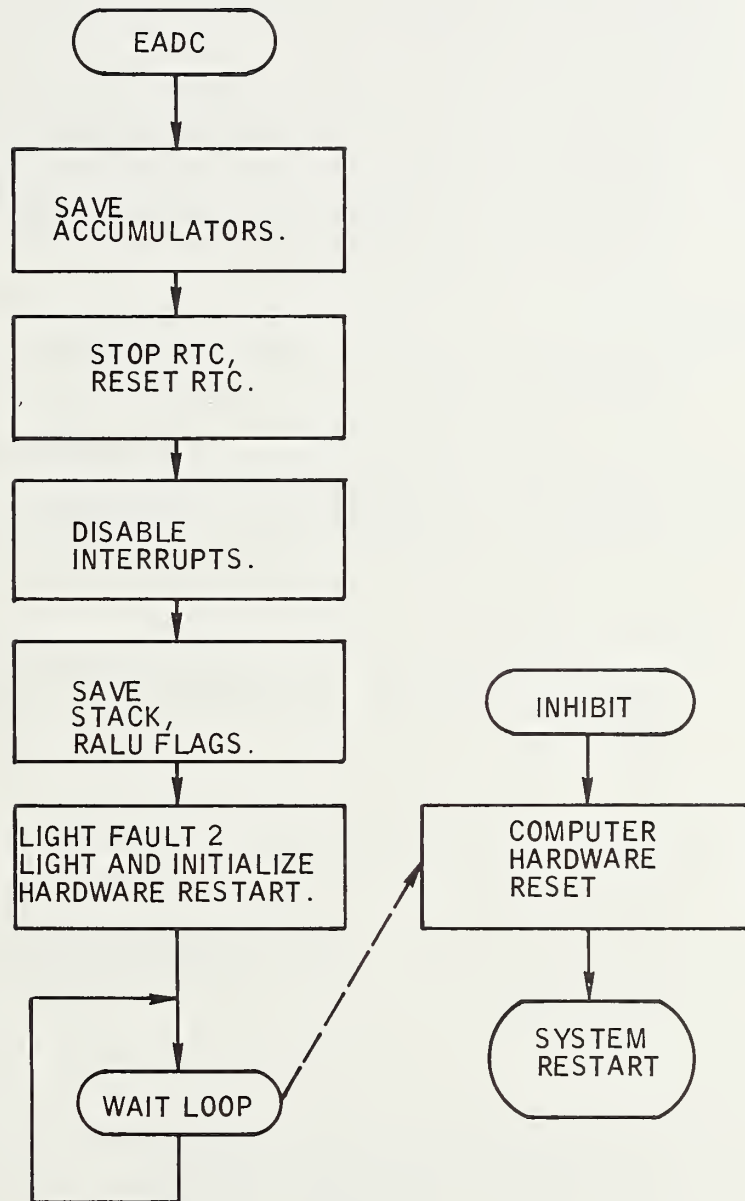 EADC
SAVE
ACCUMULATORS.
STOP RTC,
RESET RTC.
DISABLE
INTERRUPTS.
SAVE
STACK,
RALU FLAGS.
LIGHT FAULT 2
LIGHT AND INITIALIZE
HARDWARE RESTART.
WAIT LOOP
INHIBIT
COMPUTER
HARDWARE
RESET
SYSTEM
RESTART